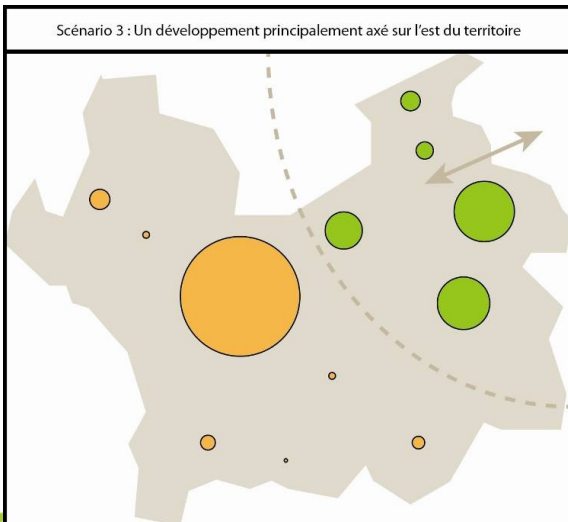 Scénario 3 : Un développement principalement axé sur l'est du territoire